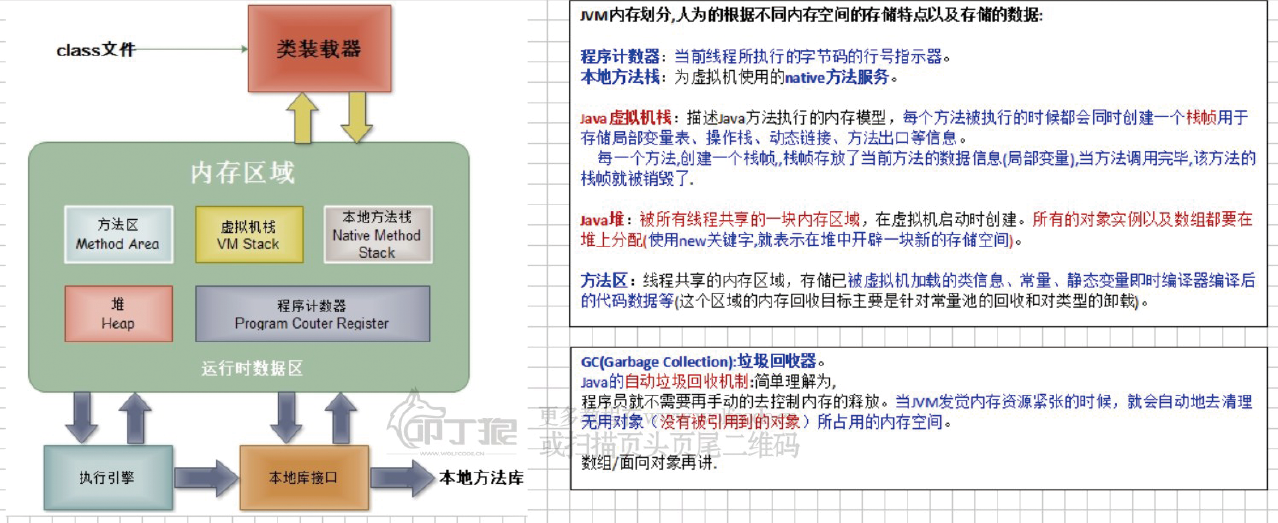 class文件
类装载器
内存区域
方法区
Method Area
虚拟机栈
VM Stack
本地方法栈
Native Method
Stack
堆
Heap
程序计数器
Program Couter Register
运行时数据区
执行引擎
本地库接口
本地方法库
JVM内存划分,人为的根据不同内存空间的存储特点以及存储的数据:
程序计数器：当前线程所执行的字节码的行号指示器。
本地方法栈：为虚拟机使用的native方法服务。
Java虚拟机栈：描述Java方法执行的内存模型，每个方法被执行的时候都会同时创建一个栈帧用于
存储局部变量表、操作栈、动态链接、方法出口等信息。
每一个方法,创建一个栈帧,,栈帧存放了当前方法的数据信息(局部变量),当方法调用完毕,该方法的
栈帧就被销毁了.
Java堆：被所有线程共享的一块内存区域，在虚拟机启动时创建。所有的对象实例以及数组都要在
堆上分配(使用new关键字,就表示在堆中开辟一块新的存储空间)。
方法区：线程共享的内存区域，存储已被虚拟机加载的类信息、常量、静态变量即时编译器编译后
的代码数据等(这个区域的内存回收目标主要是针对常量池的回收和对类型的卸载)。
GC(Garbage Collection):垃圾回收器。
Java的自动垃圾回收机制:简单理解为,
程序员就不需要再手动的去控制内存的释放。当JVM发觉内存资源紧张的时候，就会自动地去清理
无用对象（没有被引用到的对象）所占用的内存空间。
数组/面向对象再讲.
叩丁狼
www.wolfcode.cn
或扫描页头页尾二维码